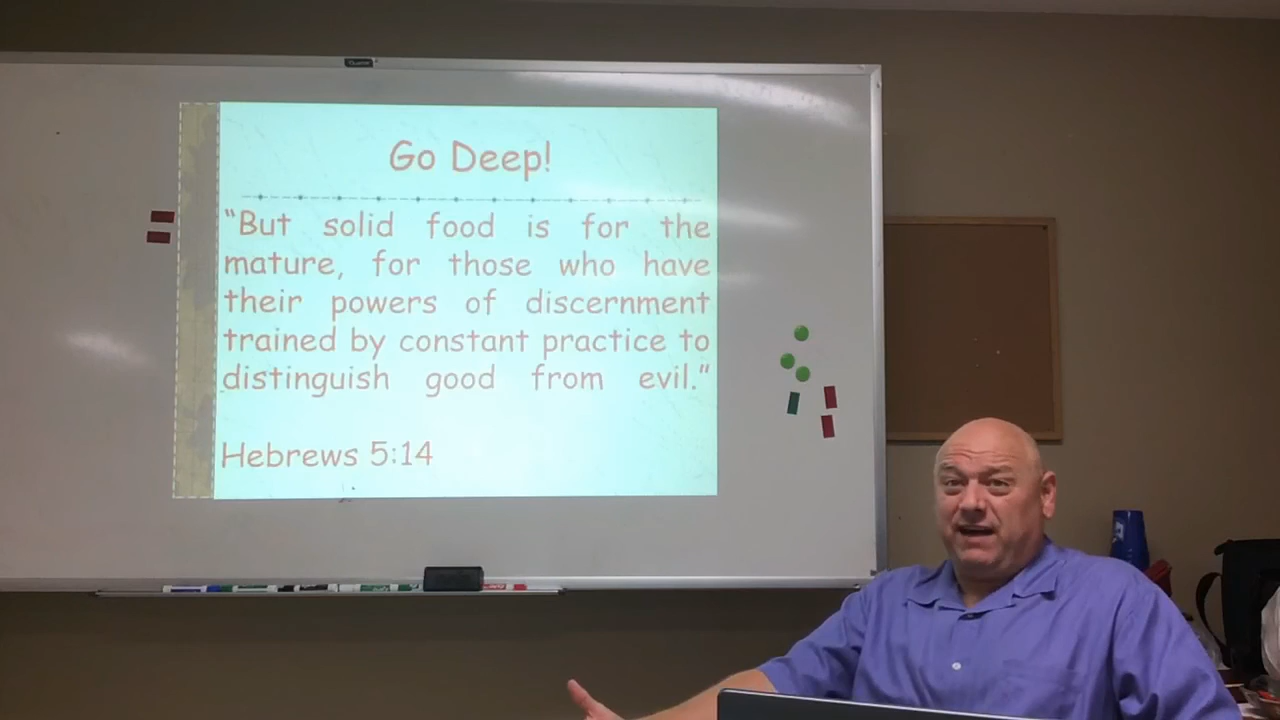 Go Deep!
“But solid food is for the
mature, for those who have
their powers of discernment
trained by constant practice to
distinguish good from evil.”
Hebrews 5:14